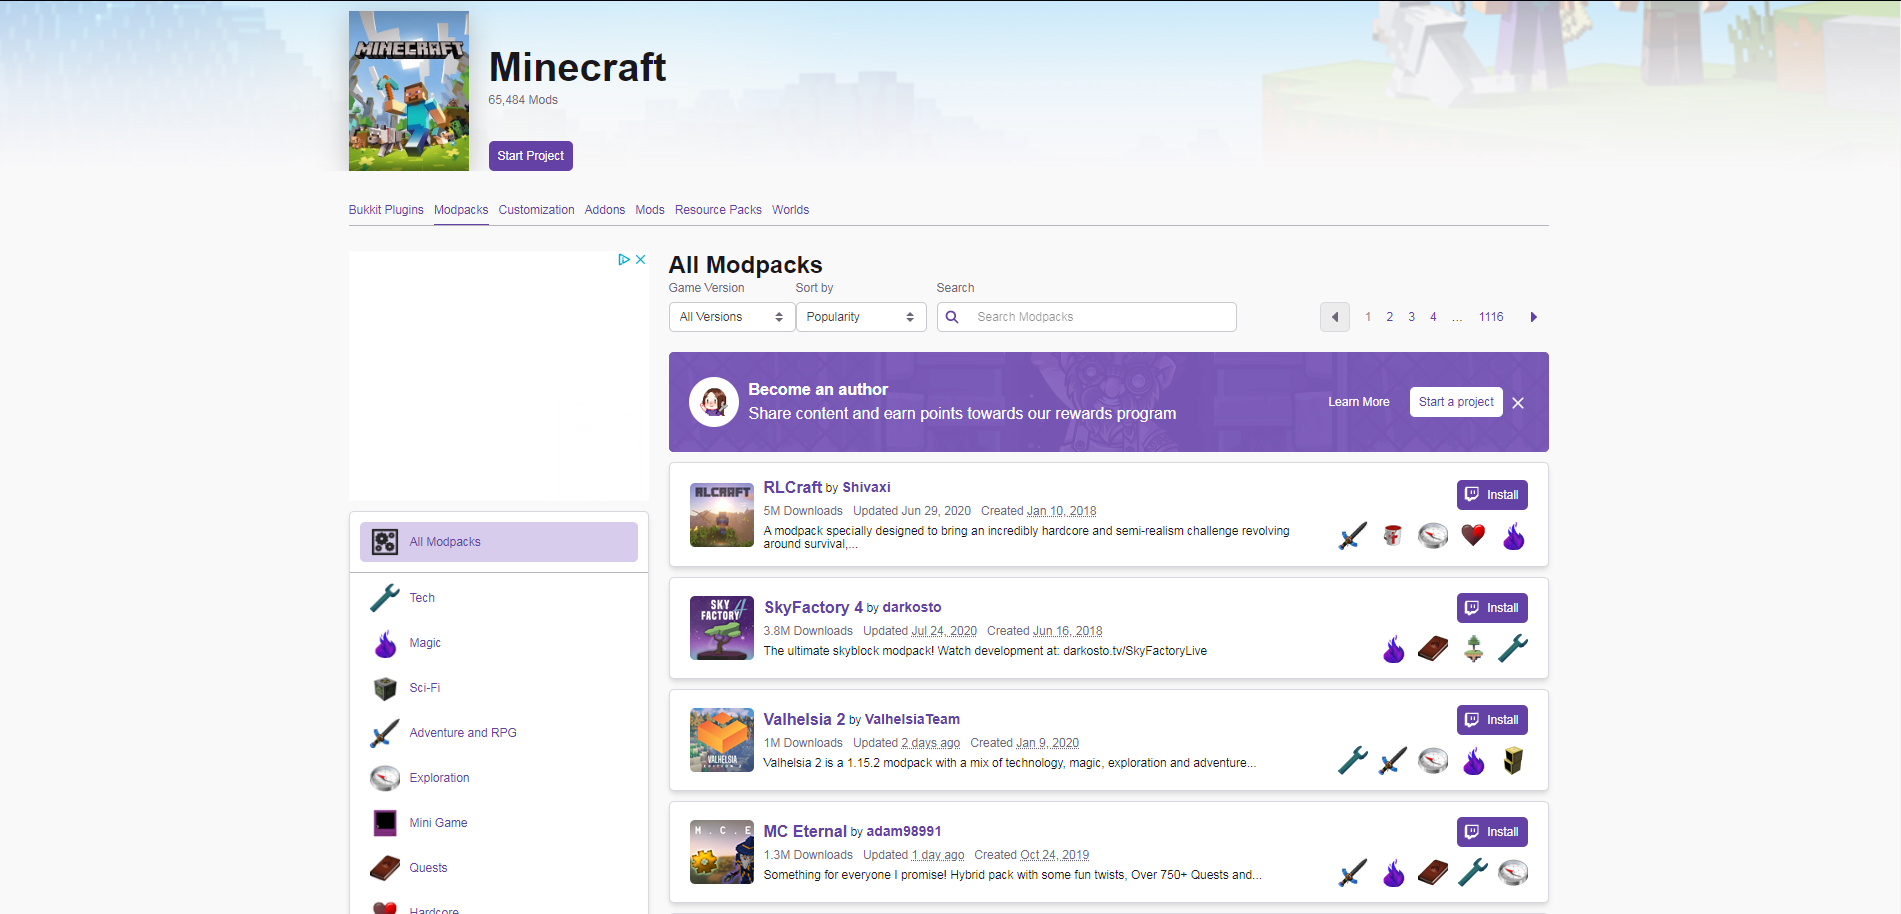 MINECRAFT
Minecraft
65,484 Mods
Start Project
Bukkit Plugins Modpacks Customization Addons Mods Resource Packs Worlds
All Modpacks
Game Version Sort by Search
All Versions Popularity Search Modpacks 1 2 3 4 ... 1116
Become an author
Share content and earn points towards our rewards program
Learn More Start a project
RLCRAFT
RLCraft by Shivaxi
Install
5M Downloads Updated Jun 29, 2020 Created Jan 10, 2018
A modpack specially designed to bring an incredibly hardcore and semi-realism challenge revolving
around survival,...
SKY
FACTORY
4
SkyFactory 4 by darkosto
Install
3.8M Downloads Updated Jul 24, 2020 Created Jun 16, 2018
The ultimate skyblock modpack! Watch development at: darkosto.tv/SkyFactoryLive
VALHELSIA
Valhelsia 2 by ValhelsiaTeam
Install
1M Downloads Updated 2 days ago Created Jan 9, 2020
Valhelsia 2 is a 1.15.2 modpack with a mix of technology, magic, exploration and adventure...
M.C.E
MC Eternal by adam98991
Install
1.3M Downloads Updated 1 day ago Created Oct 24, 2019
Something for everyone I promise! Hybrid pack with some fun twists, Over 750+ Quests and...
All Modpacks
Tech
Magic
Sci-Fi
Adventure and RPG
Exploration
Mini Game
Quests
Hardcore